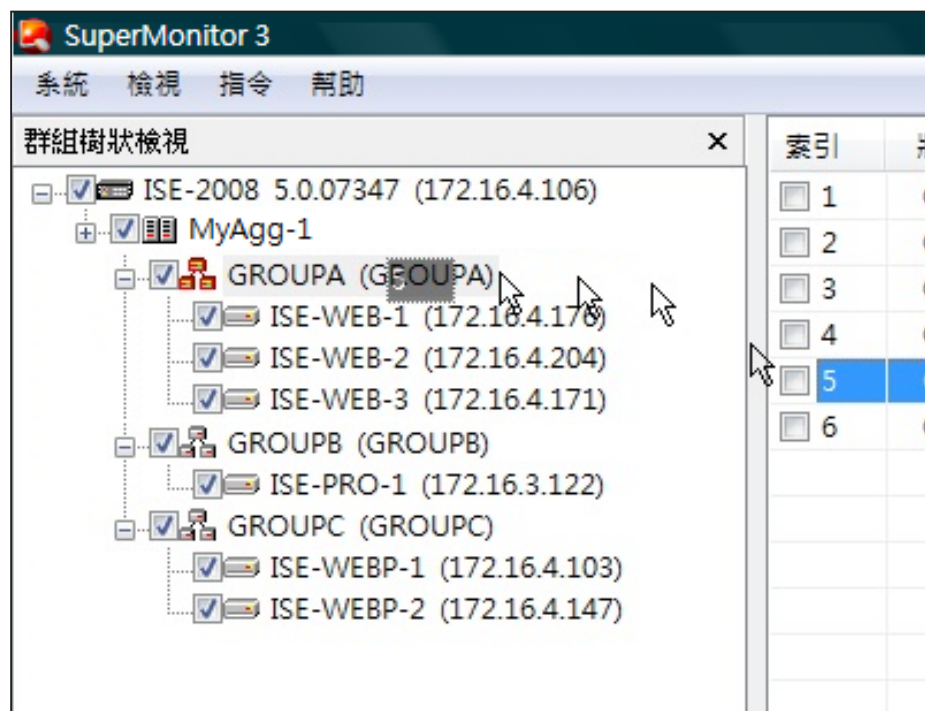 SuperMonitor 3
系統 檢視 指令 幫助
群組樹狀檢視
ISE-2008 5.0.07347 (172.16.4.106)
MyAgg-1
GROUPA (GROUPA)
5
ISE-WEB-1 (172.16.4.176)
ISE-WEB-2 (172.16.4.204)
ISE-WEB-3 (172.16.4.171)
GROUPB (GROUPB)
ISE-PRO-1 (172.16.3.122)
GROUPC (GROUPC)
ISE-WEBP-1 (172.16.4.103)
ISE-WEBP-2 (172.16.4.147)
索引
1
2
3
4
5
6